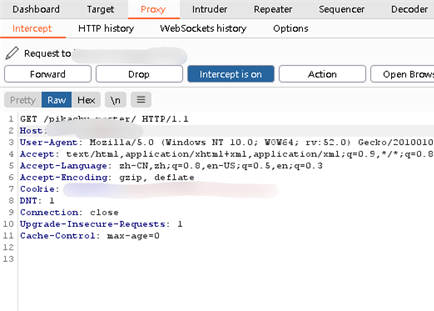 Dashboard Target Proxy Intruder Repeater Sequencer Decoder
Intercept HTTP history WebSockets history Options
Request to
Forward Drop Intercept is on Action Open Brows
Pretty Raw Hex \n
1 GET / HTTP/1.1
2 Host:
3 User-Agent: Mozilla/5.0 (Windows NT 10.0; WOW64; rv:52.0) Gecko/2010010
4 Accept: text/html,application/xhtml+xml,application/xml;q=0.9,*/*;q=0.8
5 Accept-Language: zh-CN,zh;q=0.8,en-US;q=0.5,en;q=0.3
6 Accept-Encoding: gzip, deflate
7 Cookie:
8 DNT: 1
9 Connection: close
10 Upgrade-Insecure-Requests: 1
11 Cache-Control: max-age=0
12
13